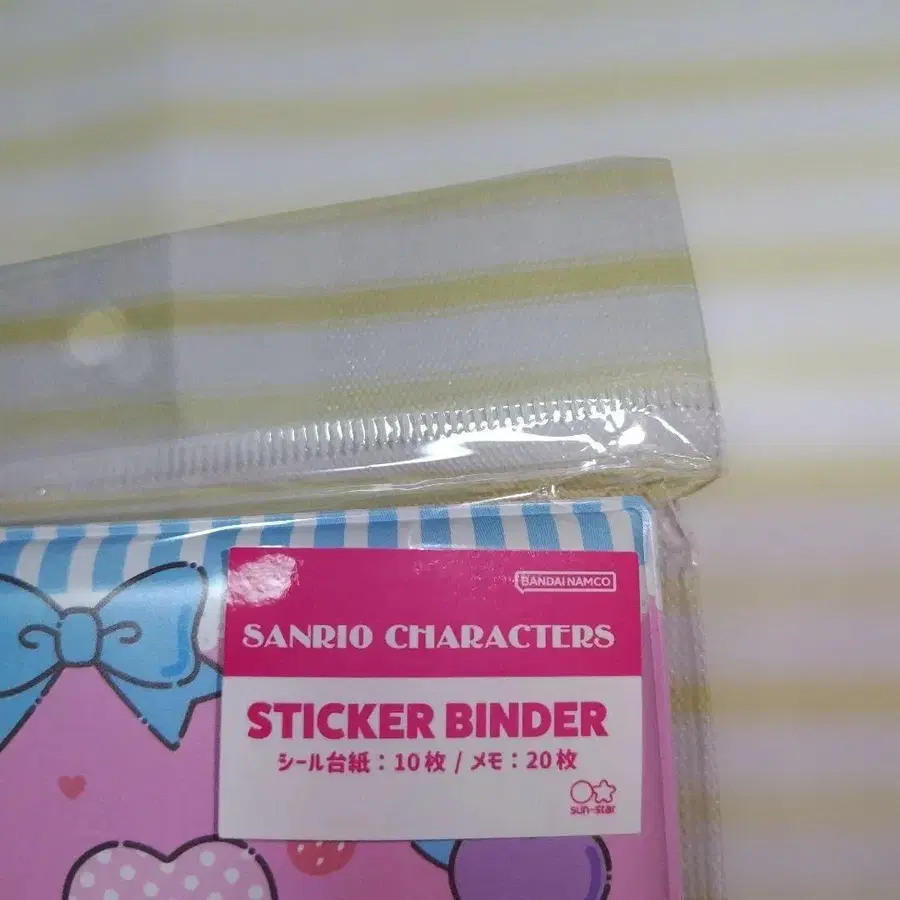 BANDAI NAMCO
SANRIO CHARACTERS
STICKER BINDER
シール台紙：10枚 / メモ：20枚
sun-star